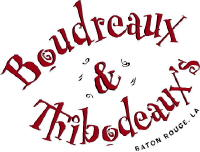 Boudreaux
&
Thibodeaux's
BATON ROUGE, LA